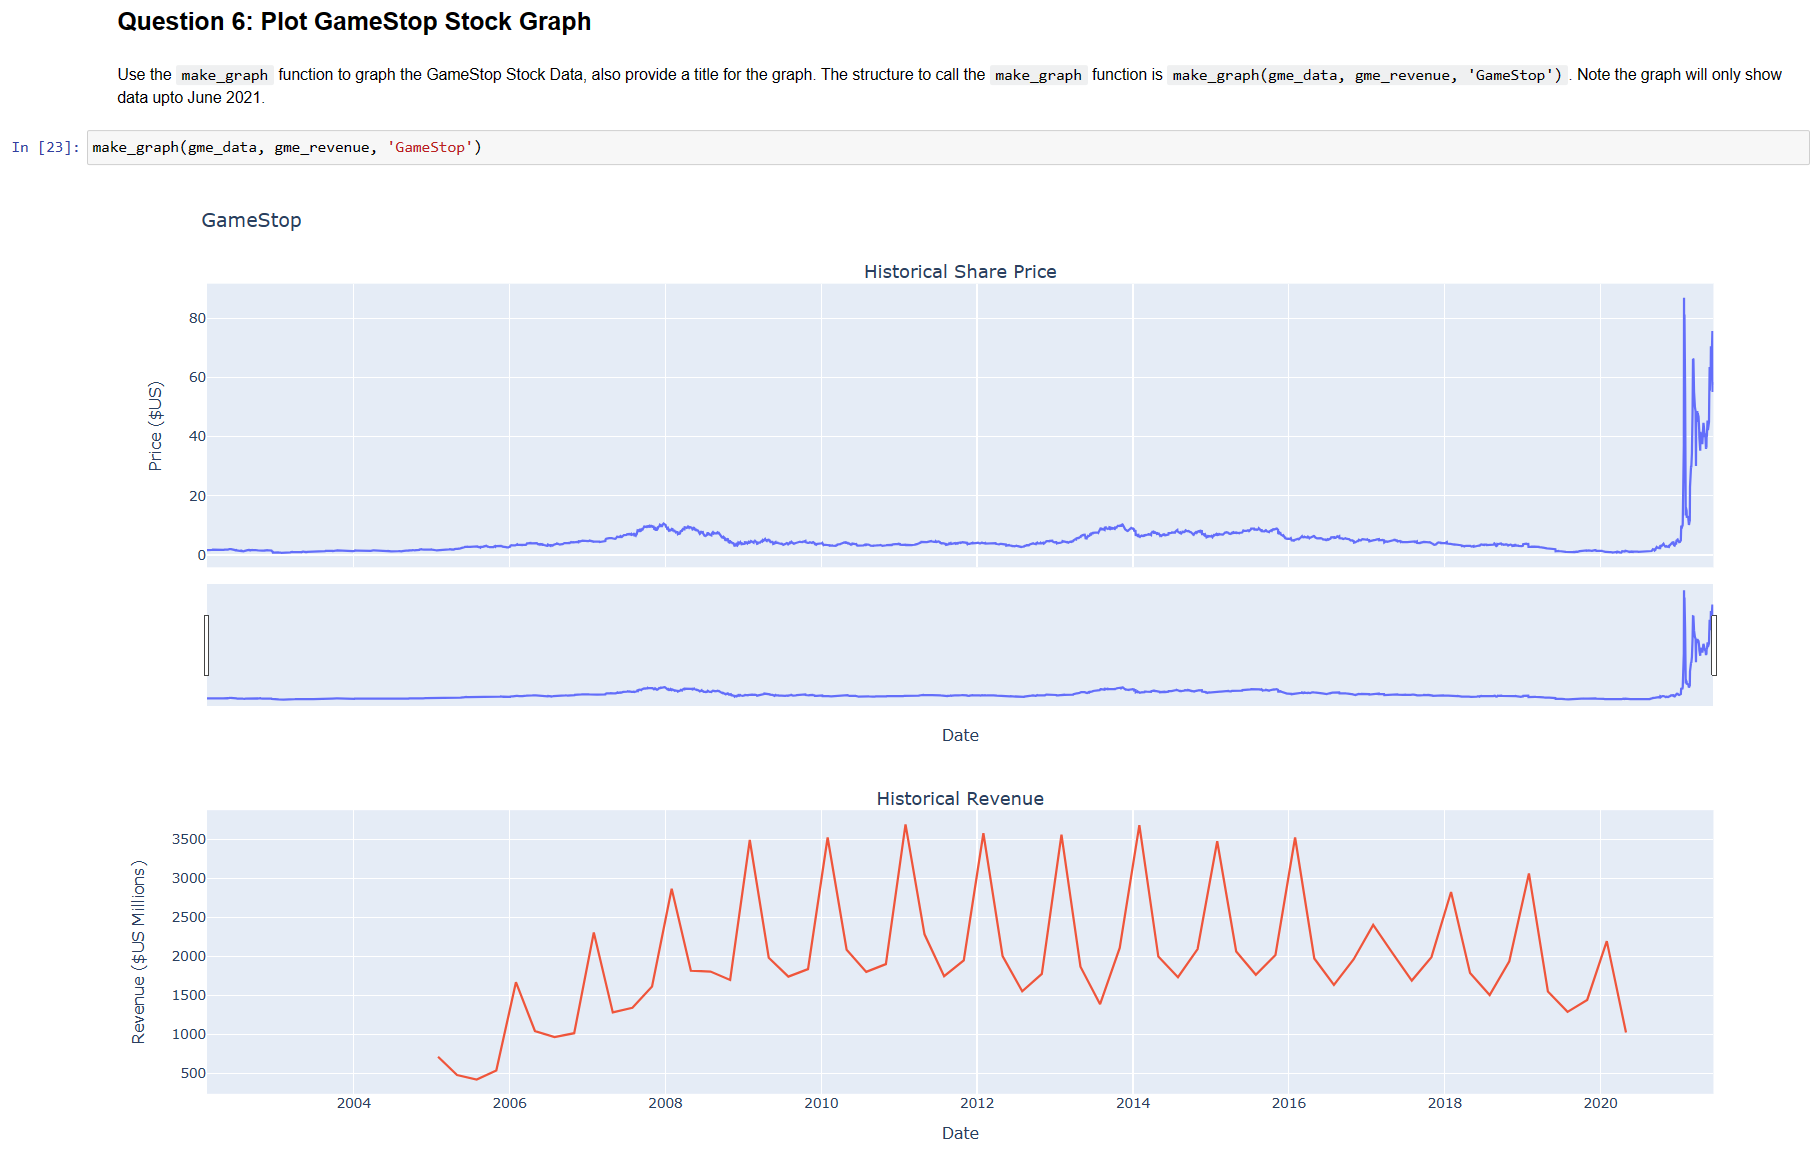 Question 6: Plot GameStop Stock Graph
Use the make_graph function to graph the GameStop Stock Data, also provide a title for the graph. The structure to call the make_graph function is make_graph(gme_data, gme_revenue, 'GameStop') . Note the graph will only show
data upto June 2021.
In [23]: make_graph(gme_data, gme_revenue, 'GameStop')
GameStop
Historical Share Price
Price ($US)
80
60
40
20
0
Date
Historical Revenue
Revenue ($US Millions)
3500
3000
2500
2000
1500
1000
500
2004 2006 2008 2010 2012 2014 2016 2018 2020
Date